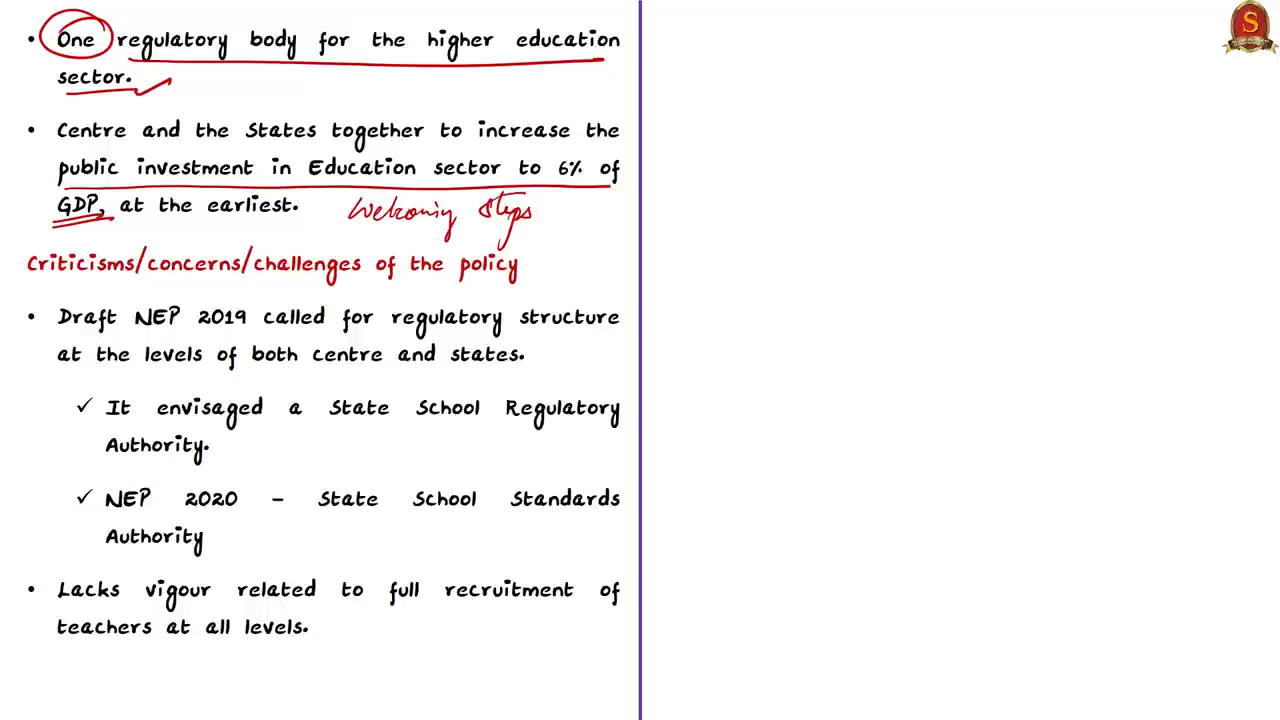 • One regulatory body for the higher education
sector.
• Centre and the States together to increase the
public investment in Education sector to 6% of
GDP, at the earliest. Welcoming Steps
Criticisms/concerns/challenges of the policy
• Draft NEP 2019 called for regulatory structure
at the levels of both centre and states.
✓ It envisaged a State School Regulatory
Authority.
✓ NEP 2020 - State School Standards
Authority
• Lacks vigour related to full recruitment of
teachers at all levels.
S